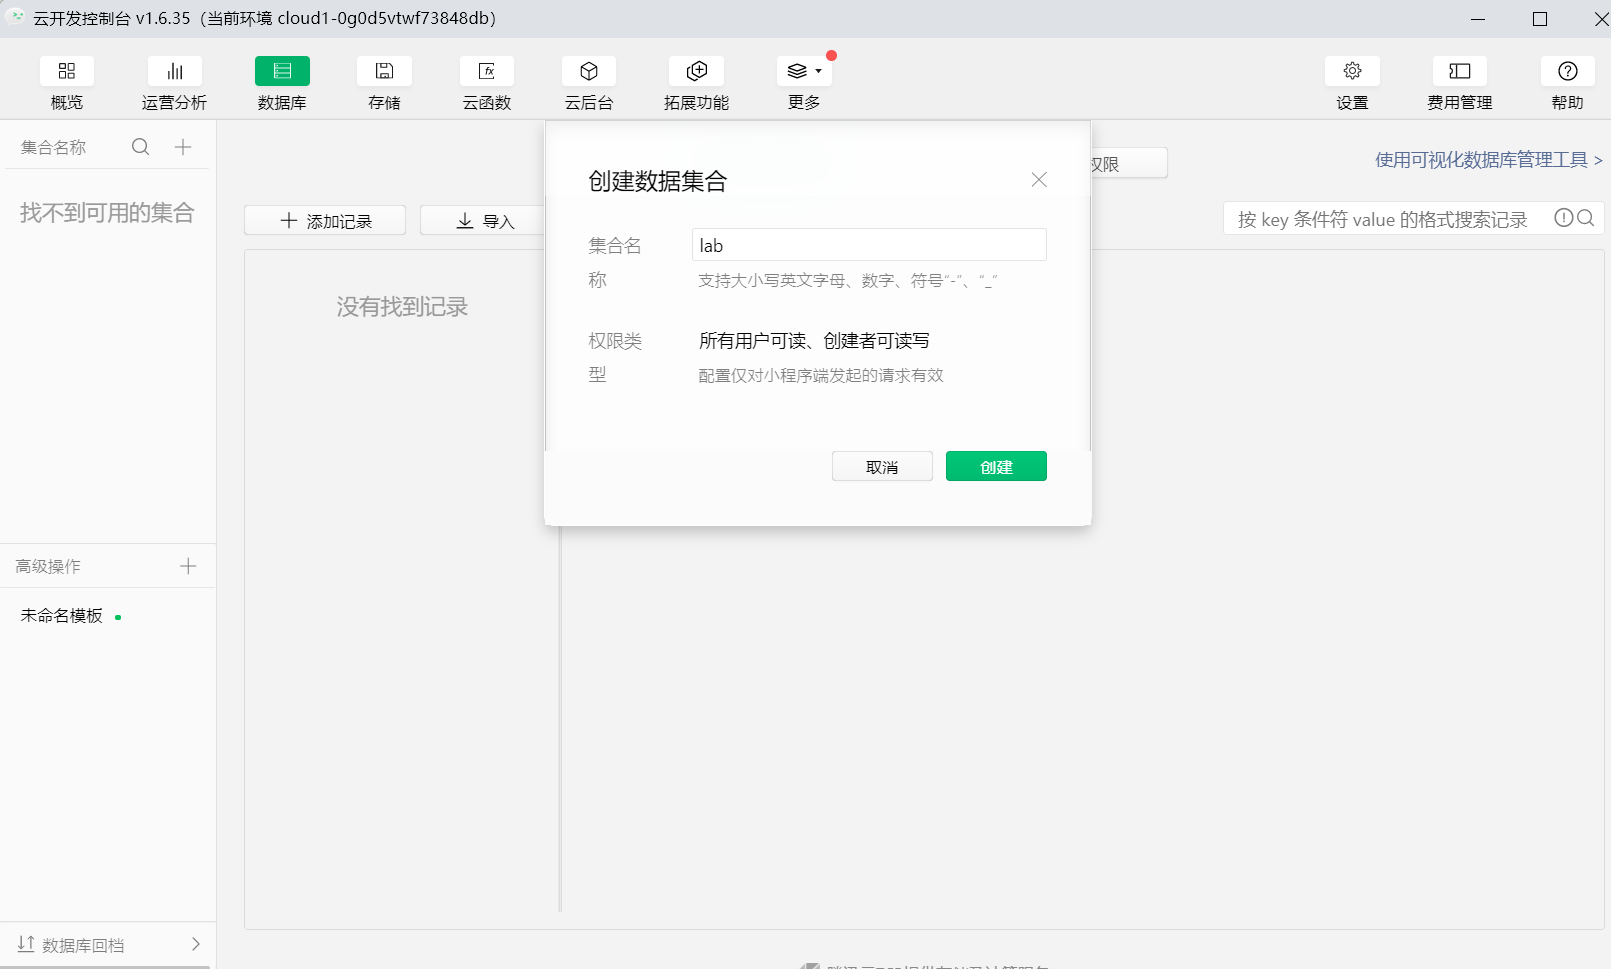 云开发控制台 v1.6.35（当前环境 cloud1-0g0d5vtwf73848db）
概览
运营分析
数据库
存储
云函数
云后台
拓展功能
更多
设置
费用管理
帮助
集合名称
找不到可用的集合
添加记录
导入
没有找到记录
权限
使用可视化数据库管理工具 >
按 key 条件符 value 的格式搜索记录
创建数据集合
集合名称
lab
支持大小写英文字母、数字、符号“-”、“_”
权限类型
所有用户可读、创建者可读写
配置仅对小程序端发起的请求有效
取消
创建
高级操作
未命名模板
数据库回档